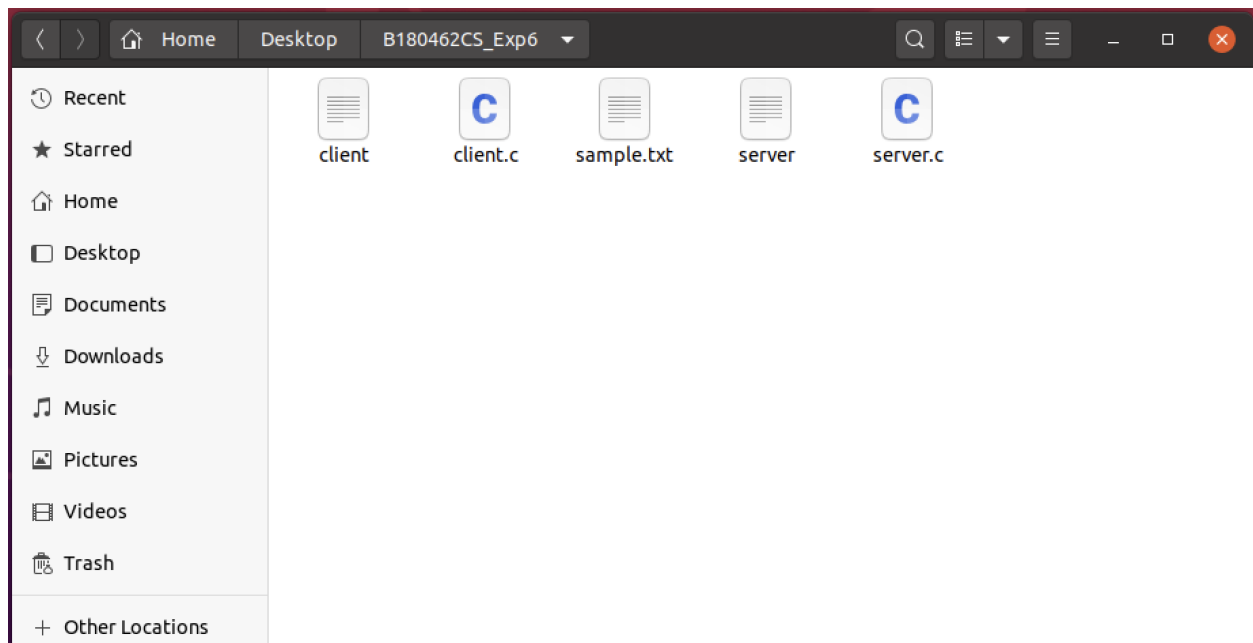 Home Desktop B180462CS_Exp6
Recent
Starred
Home
Desktop
Documents
Downloads
Music
Pictures
Videos
Trash
Other Locations
client client.c sample.txt server server.c